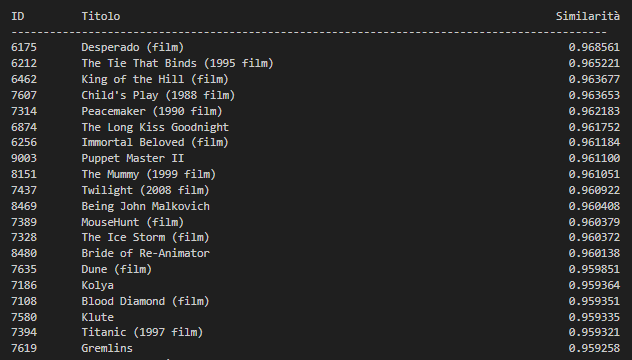 ID Titolo Similarità
--------------------------------------------------------------------------------------------
6175 Desperado (film) 0.968561
6212 The Tie That Binds (1995 film) 0.965221
6462 King of the Hill (film) 0.963677
7607 Child's Play (1988 film) 0.963653
7314 Peacemaker (1990 film) 0.962183
6874 The Long Kiss Goodnight 0.961752
6256 Immortal Beloved (film) 0.961184
9003 Puppet Master II 0.961100
8151 The Mummy (1999 film) 0.961051
7437 Twilight (2008 film) 0.960922
8469 Being John Malkovich 0.960408
7389 MouseHunt (film) 0.960379
7328 The Ice Storm (film) 0.960372
8480 Bride of Re-Animator 0.960138
7635 Dune (film) 0.959851
7186 Kolya 0.959364
7108 Blood Diamond (film) 0.959351
7580 Klute 0.959335
7394 Titanic (1997 film) 0.959321
7619 Gremlins 0.959258